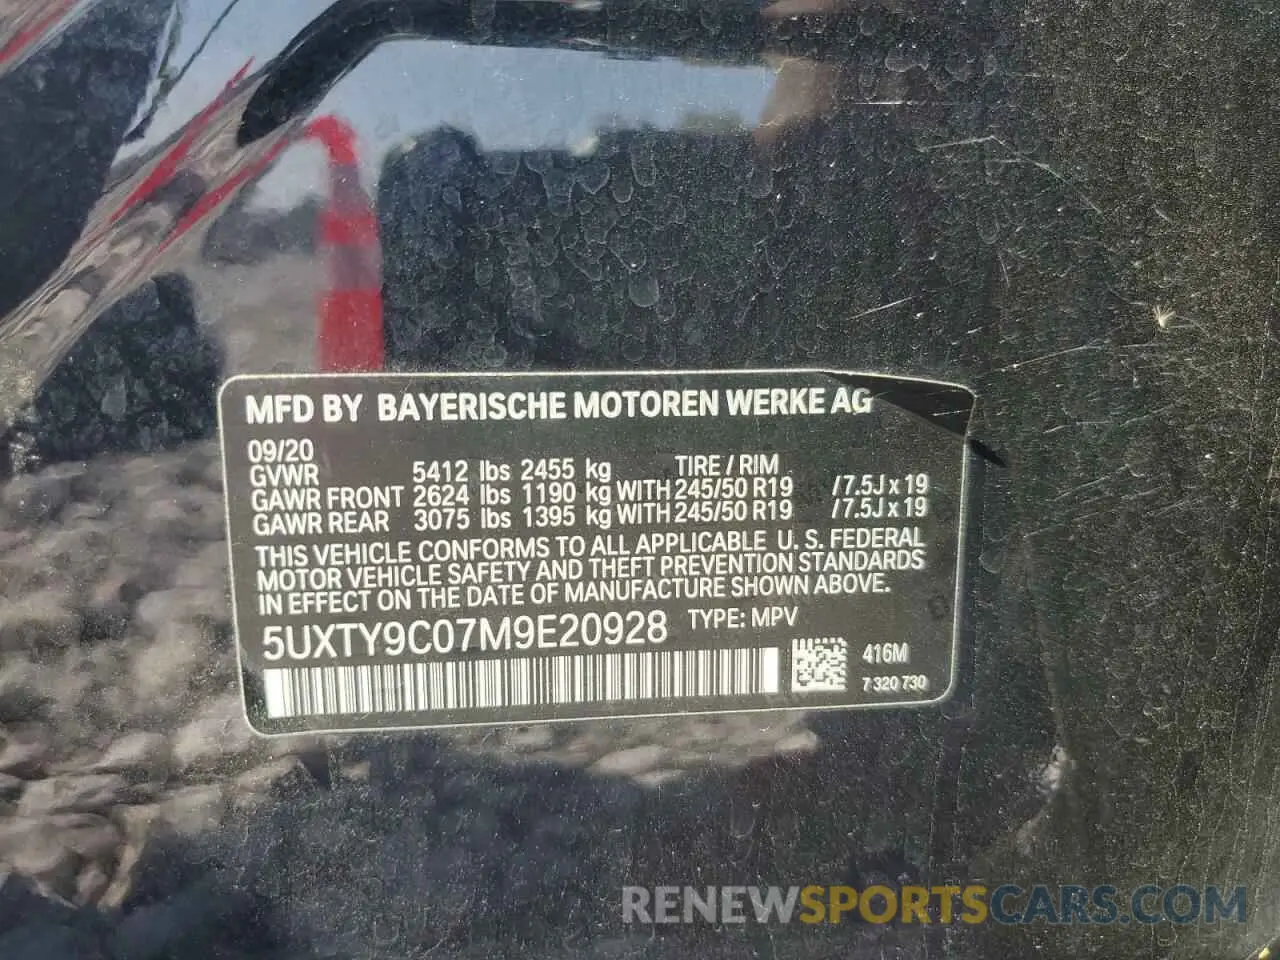 MFD BY BAYERISCHE MOTOREN WERKE AG
09/20
GVWR 5412 lbs 2455 kg TIRE / RIM
GAWR FRONT 2624 lbs 1190 kg WITH 245/50 R19 /7.5J x 19
GAWR REAR 3075 lbs 1395 kg WITH 245/50 R19 /7.5J x 19
THIS VEHICLE CONFORMS TO ALL APPLICABLE U. S. FEDERAL
MOTOR VEHICLE SAFETY AND THEFT PREVENTION STANDARDS
IN EFFECT ON THE DATE OF MANUFACTURE SHOWN ABOVE.
5UXTY9C07M9E20928 TYPE: MPV
416M
7 320 730
RENEWSPORTSCARS.COM